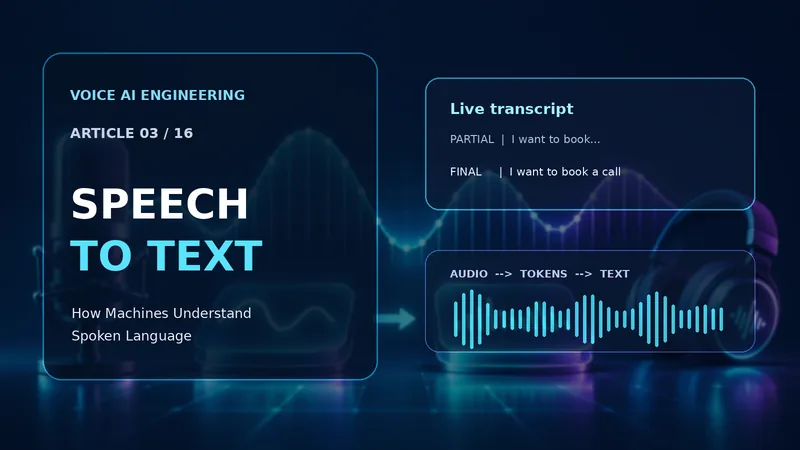 VOICE AI ENGINEERING
ARTICLE 03 / 16
SPEECH
TO TEXT
How Machines Understand
Spoken Language
Live transcript
PARTIAL | I want to book...
FINAL | I want to book a call
AUDIO --> TOKENS --> TEXT